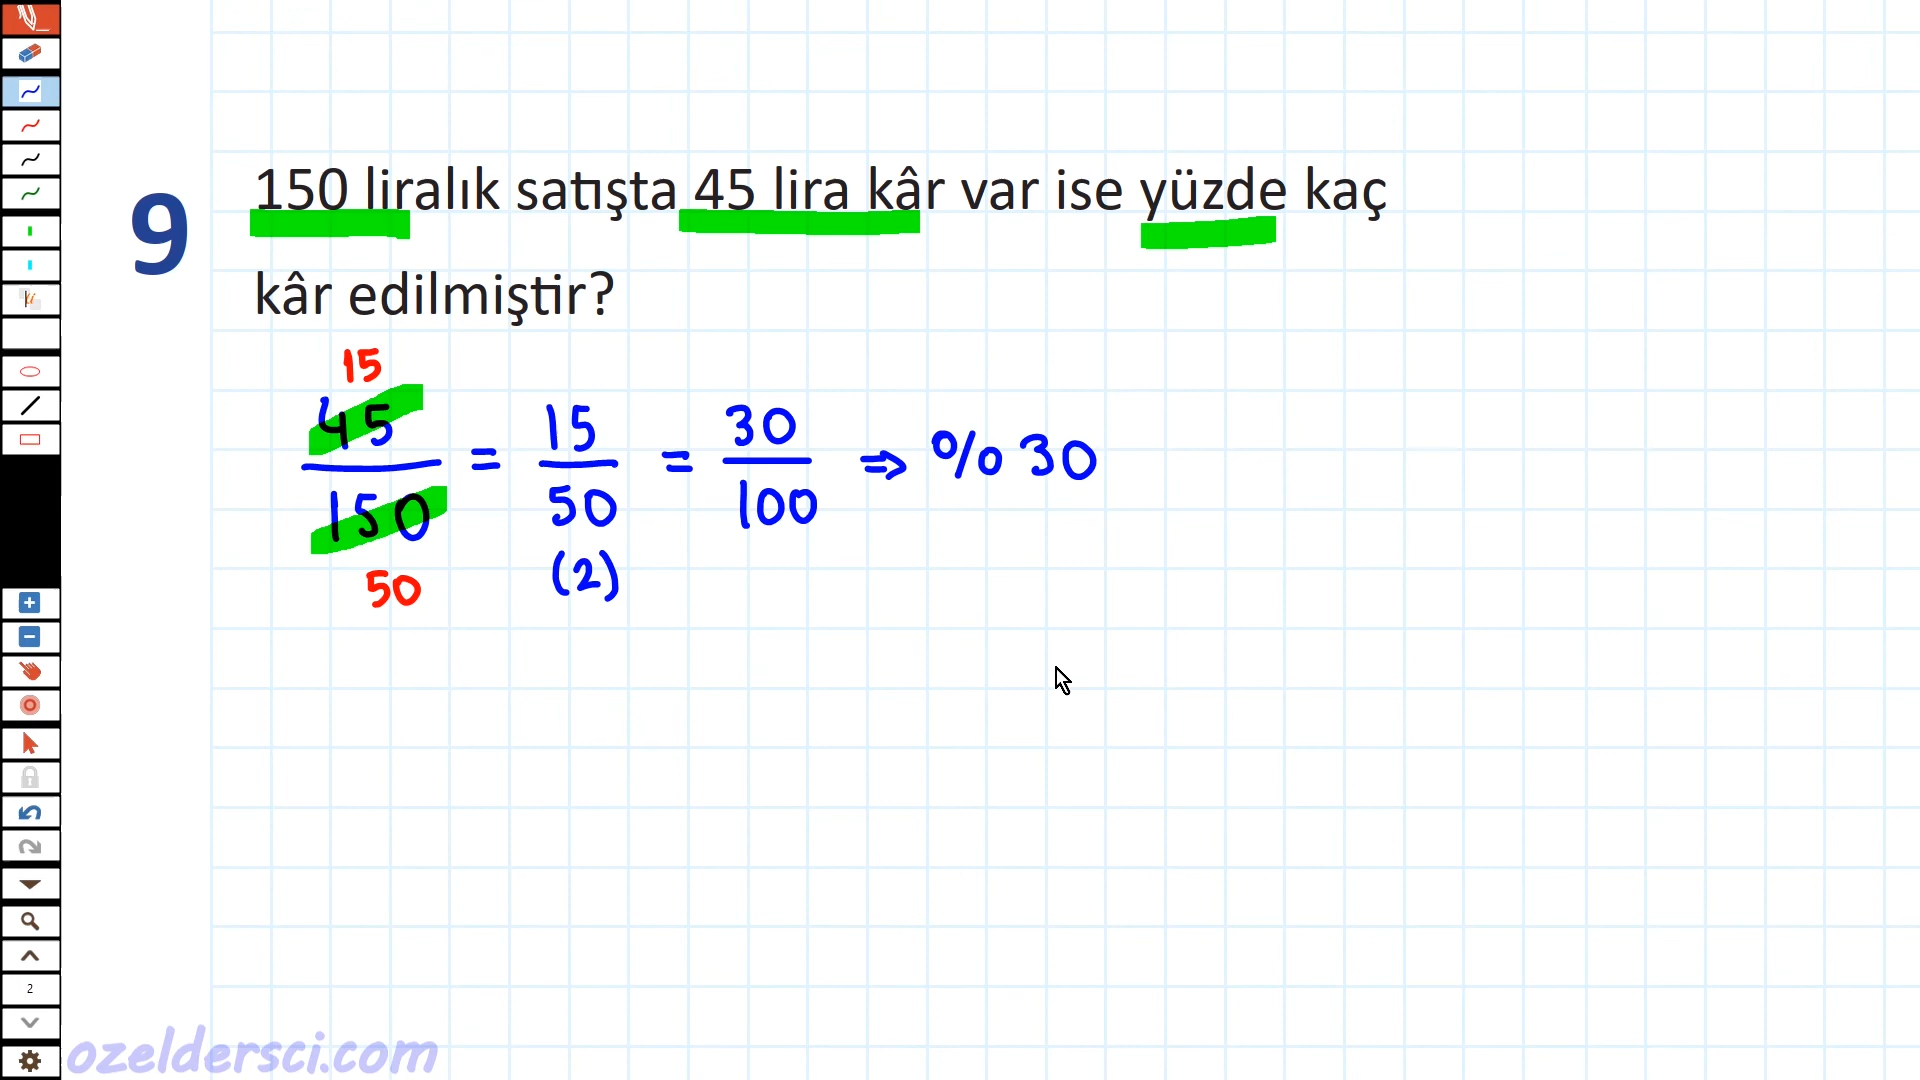 9
150 liralık satışta 45 lira kâr var ise yüzde kaç
kâr edilmiştir?
15
45/150 = 15/50 = 30/100 ⇒ %30
50 (2)
2
ozeldersci.com